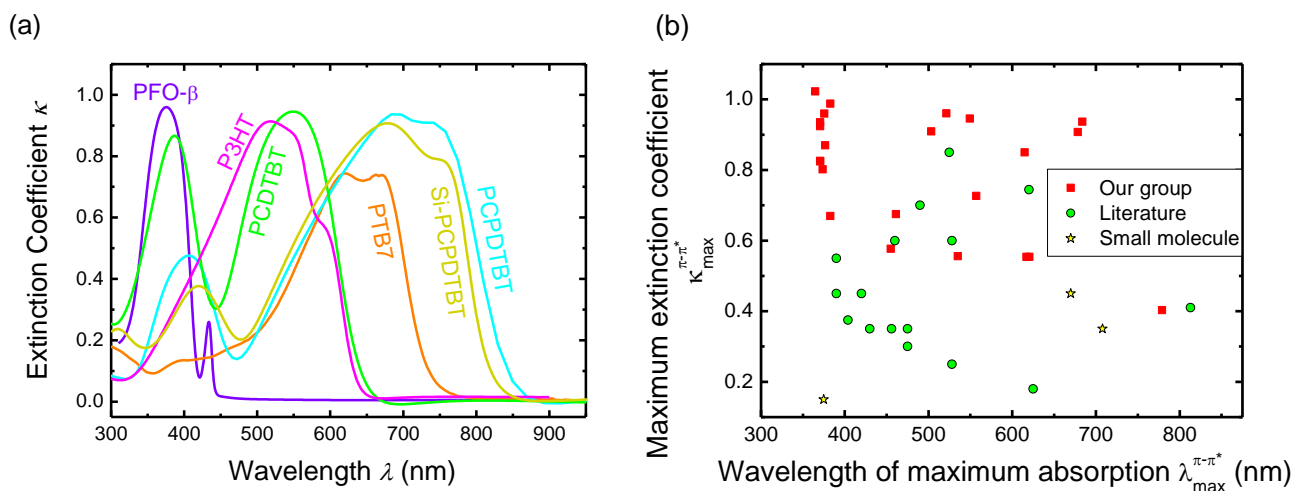 (a)
Extinction Coefficient κ
1.0
0.8
0.6
0.4
0.2
0.0
300 400 500 600 700 800 900
Wavelength λ (nm)
PFO-β
P3HT
PCDTBT
PTB7
Si-PCPDTBT
PCPDTBT
(b)
Maximum extinction coefficient
κ_max^π-π*
1.0
0.8
0.6
0.4
0.2
300 400 500 600 700 800
Wavelength of maximum absorption λ_max^π-π* (nm)
Our group
Literature
Small molecule